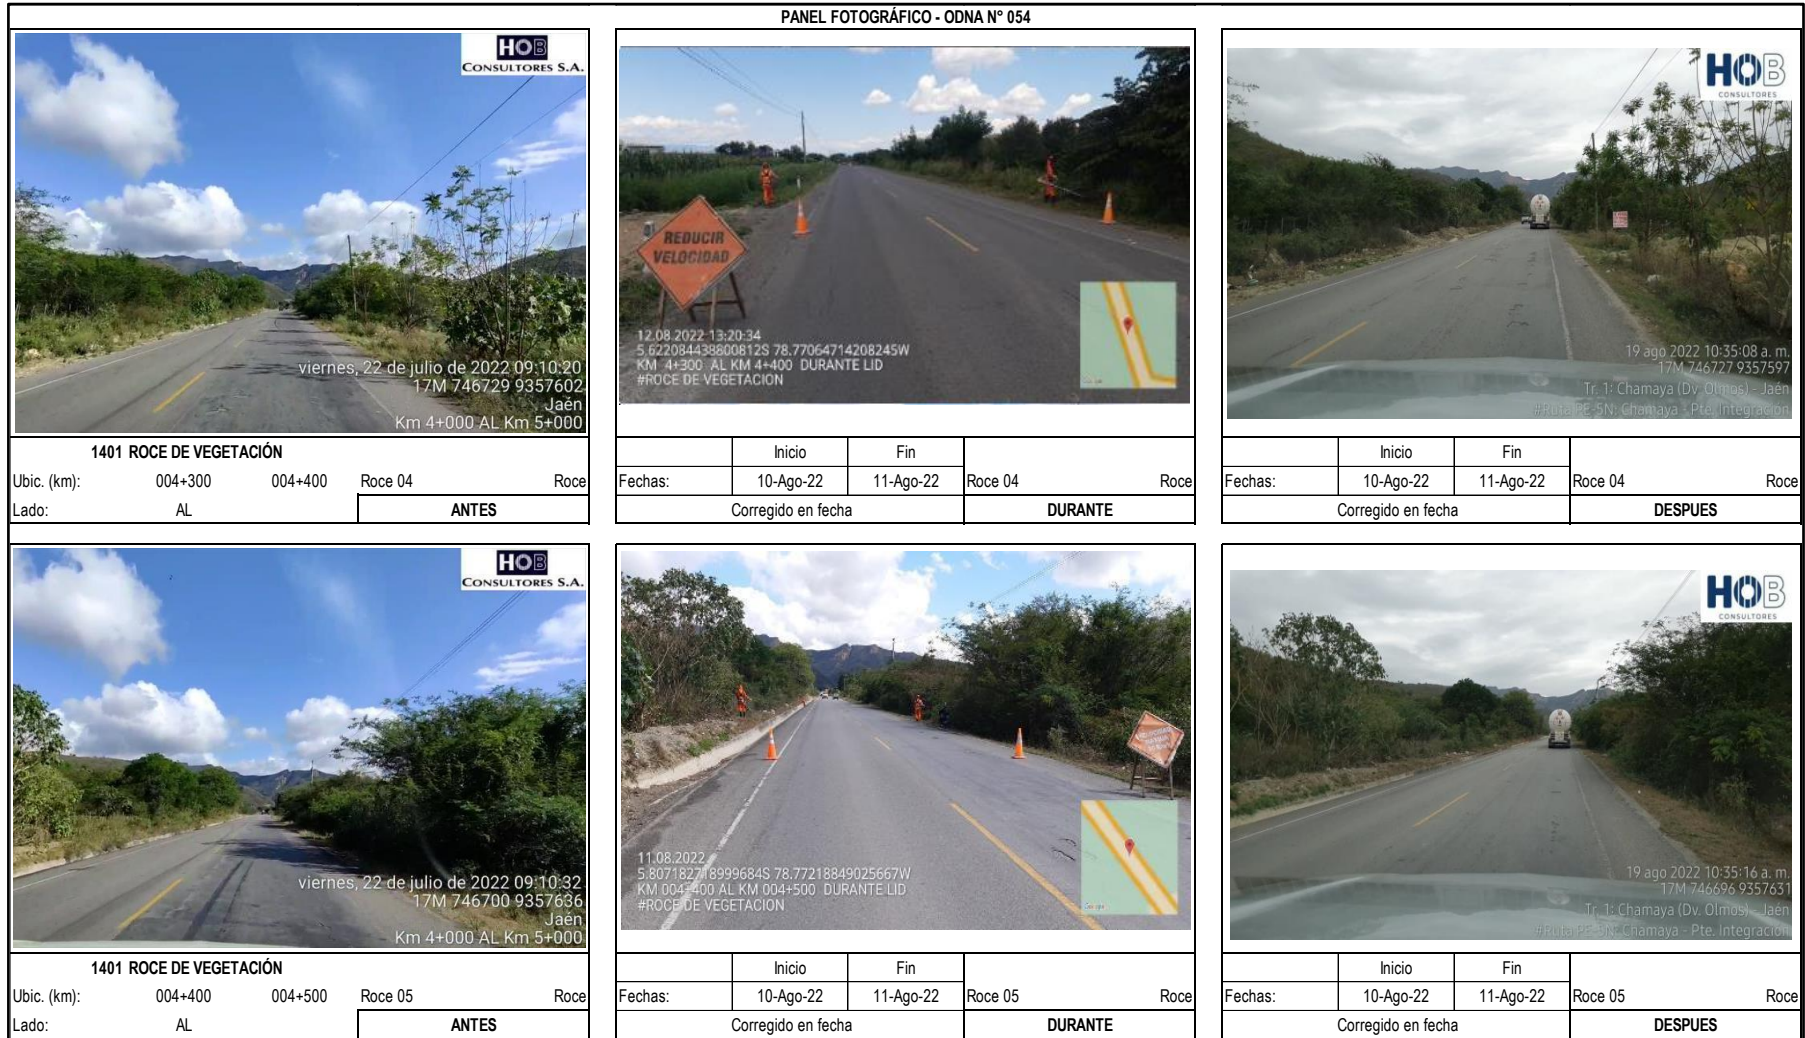 PANEL FOTOGRÁFICO - ODNA N° 054
HOB
CONSULTORES S.A.
viernes, 22 de julio de 2022 09:10:20
17M 746729 9357602
Jaén
Km 4+000 AL Km 5+000
REDUCIR
VELOCIDAD
12.08.2022 13:20:34
5.622084438800812S 78.77064714208245W
KM 4+300 AL KM 4+400 DURANTE LID
#ROCE DE VEGETACION
HOB
CONSULTORES
19 ago 2022 10:35:08 a. m.
17M 746727 9357597
Tr. 1: Chamaya (Dv. Olmos) - Jaén
#Ruta PE-5N: Chamaya - Pte. Integración
1401 ROCE DE VEGETACIÓN
Ubic. (km): 004+300 004+400 Roce 04 Roce
Lado: AL ANTES
Inicio Fin
Fechas: 10-Ago-22 11-Ago-22 Roce 04 Roce
Corregido en fecha DURANTE
Inicio Fin
Fechas: 10-Ago-22 11-Ago-22 Roce 04 Roce
Corregido en fecha DESPUES
HOB
CONSULTORES S.A.
viernes, 22 de julio de 2022 09:10:32
17M 746700 9357636
Jaén
Km 4+000 AL Km 5+000
11.08.2022
5.807182718999684S 78.77218849025667W
KM 004+400 AL KM 004+500 DURANTE LID
#ROCE DE VEGETACION
HOB
CONSULTORES
19 ago 2022 10:35:16 a. m.
17M 746696 9357631
Tr. 1: Chamaya (Dv. Olmos) - Jaén
#Ruta PE-5N: Chamaya - Pte. Integración
1401 ROCE DE VEGETACIÓN
Ubic. (km): 004+400 004+500 Roce 05 Roce
Lado: AL ANTES
Inicio Fin
Fechas: 10-Ago-22 11-Ago-22 Roce 05 Roce
Corregido en fecha DURANTE
Inicio Fin
Fechas: 10-Ago-22 11-Ago-22 Roce 05 Roce
Corregido en fecha DESPUES